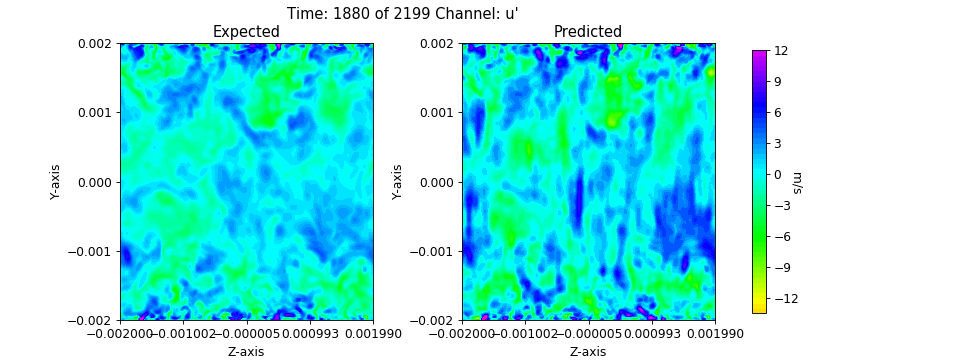 Time: 1880 of 2199 Channel: u'
Expected
Predicted
0.002
0.001
0.000
−0.001
−0.002
Y-axis
−0.002000 −0.001002 −0.000005 0.000993 0.001990
Z-axis
0.002
0.001
0.000
−0.001
−0.002
Y-axis
−0.002000 −0.001002 −0.000005 0.000993 0.001990
Z-axis
12
9
6
3
0
−3
−6
−9
−12
m/s